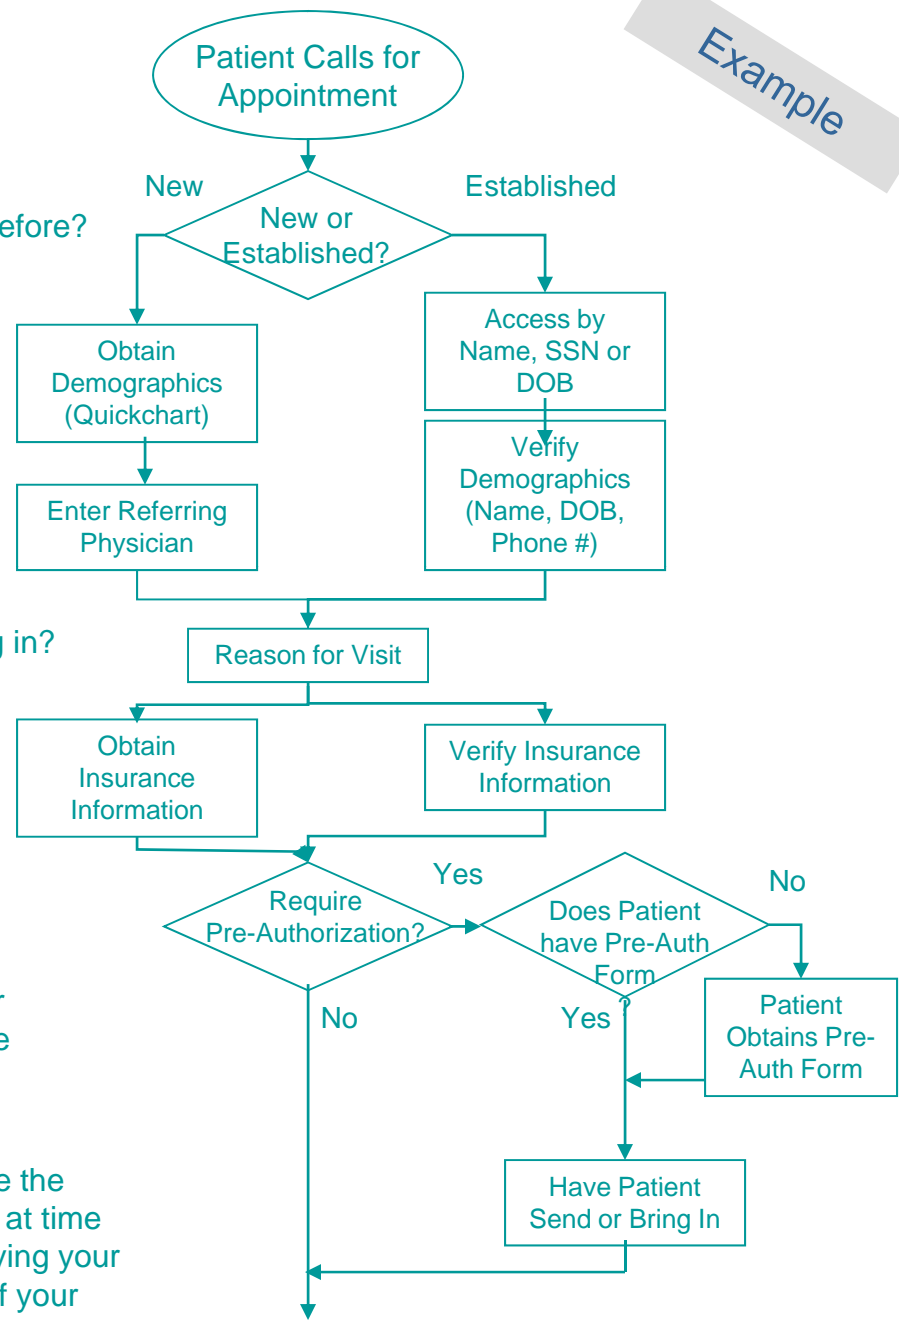 Example
Patient Calls for
Appointment
New
Established
New or
Established?
efore?
Obtain
Demographics
(Quickchart)
Access by
Name, SSN or
DOB
Enter Referring
Physician
Verify
Demographics
(Name, DOB,
Phone #)
g in?
Reason for Visit
Obtain
Insurance
Information
Verify Insurance
Information
Require
Pre-Authorization?
Yes
Does Patient
have Pre-Auth
Form
?
No
No
Yes
Patient
Obtains Pre-
Auth Form
r
e
Have Patient
Send or Bring In
e the
at time
ying your
f your